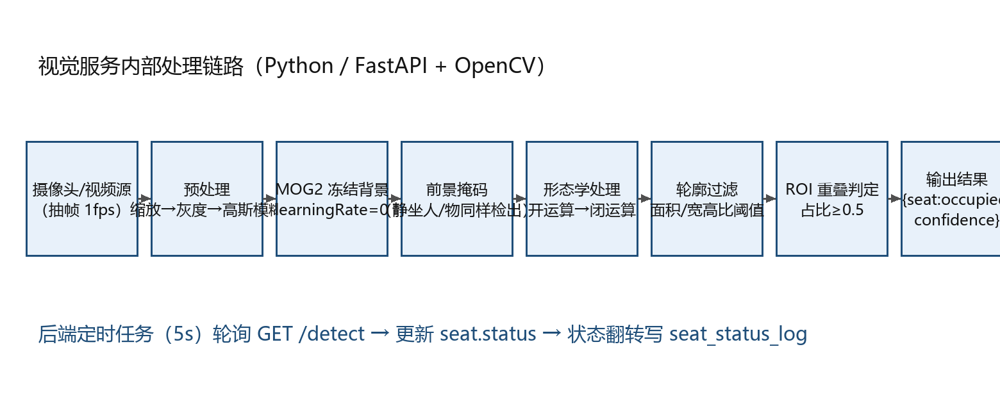 视觉服务内部处理链路（Python / FastAPI + OpenCV）
摄像头/视频源
（抽帧 1fps）
预处理
缩放→灰度→高斯模糊
MOG2 冻结背景
learningRate=0
前景掩码
(静坐人/物同样检出)
形态学处理
开运算→闭运算
轮廓过滤
面积/宽高比阈值
ROI 重叠判定
占比≥0.5
输出结果
{seat:occupied
confidence}
后端定时任务（5s）轮询 GET /detect → 更新 seat.status → 状态翻转写 seat_status_log